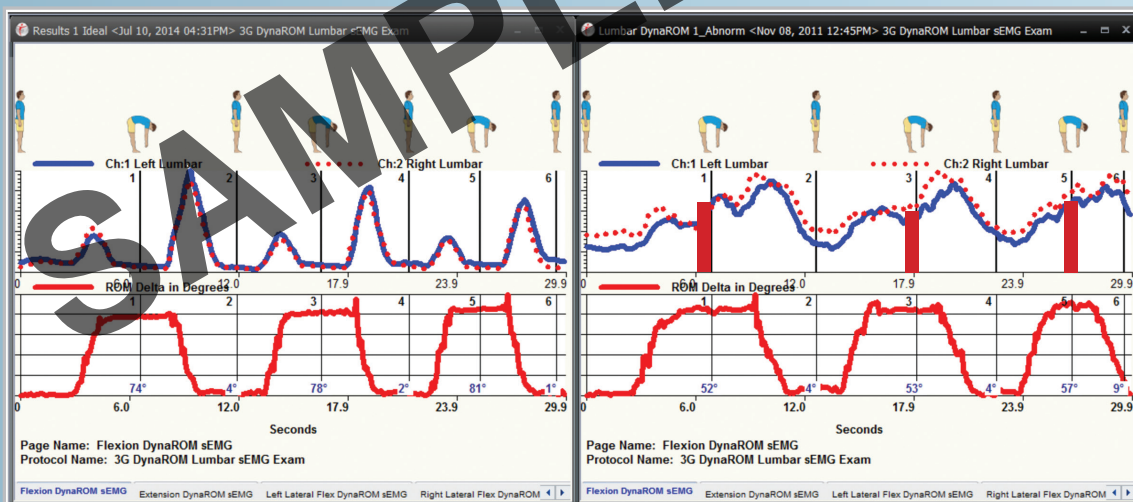 Results 1 Ideal <Jul 10, 2014 04:31PM> 3G DynaROM Lumbar sEMG Exam
Ch:1 Left Lumbar
Ch:2 Right Lumbar
1 2 3 4 5 6
0 6.0 12.0 17.9 23.9 29.9
ROM Delta in Degrees
1 2 3 4 5 6
74° 4° 78° 2° 81° 1°
0 6.0 12.0 17.9 23.9 29.9
Seconds
Page Name: Flexion DynaROM sEMG
Protocol Name: 3G DynaROM Lumbar sEMG Exam
Flexion DynaROM sEMG Extension DynaROM sEMG Left Lateral Flex DynaROM sEMG Right Lateral Flex DynaROM
Lumbar DynaROM 1_Abnorm <Nov 08, 2011 12:45PM> 3G DynaROM Lumbar sEMG Exam
Ch:1 Left Lumbar
Ch:2 Right Lumbar
1 2 3 4 5 6
0 6.0 12.0 17.9 23.9 29.9
ROM Delta in Degrees
1 2 3 4 5 6
52° 4° 53° 4° 57° 9°
0 6.0 12.0 17.9 23.9 29.9
Seconds
Page Name: Flexion DynaROM sEMG
Protocol Name: 3G DynaROM Lumbar sEMG Exam
Flexion DynaROM sEMG Extension DynaROM sEMG Left Lateral Flex DynaROM sEMG Right Lateral Flex DynaROM
SAMPLE